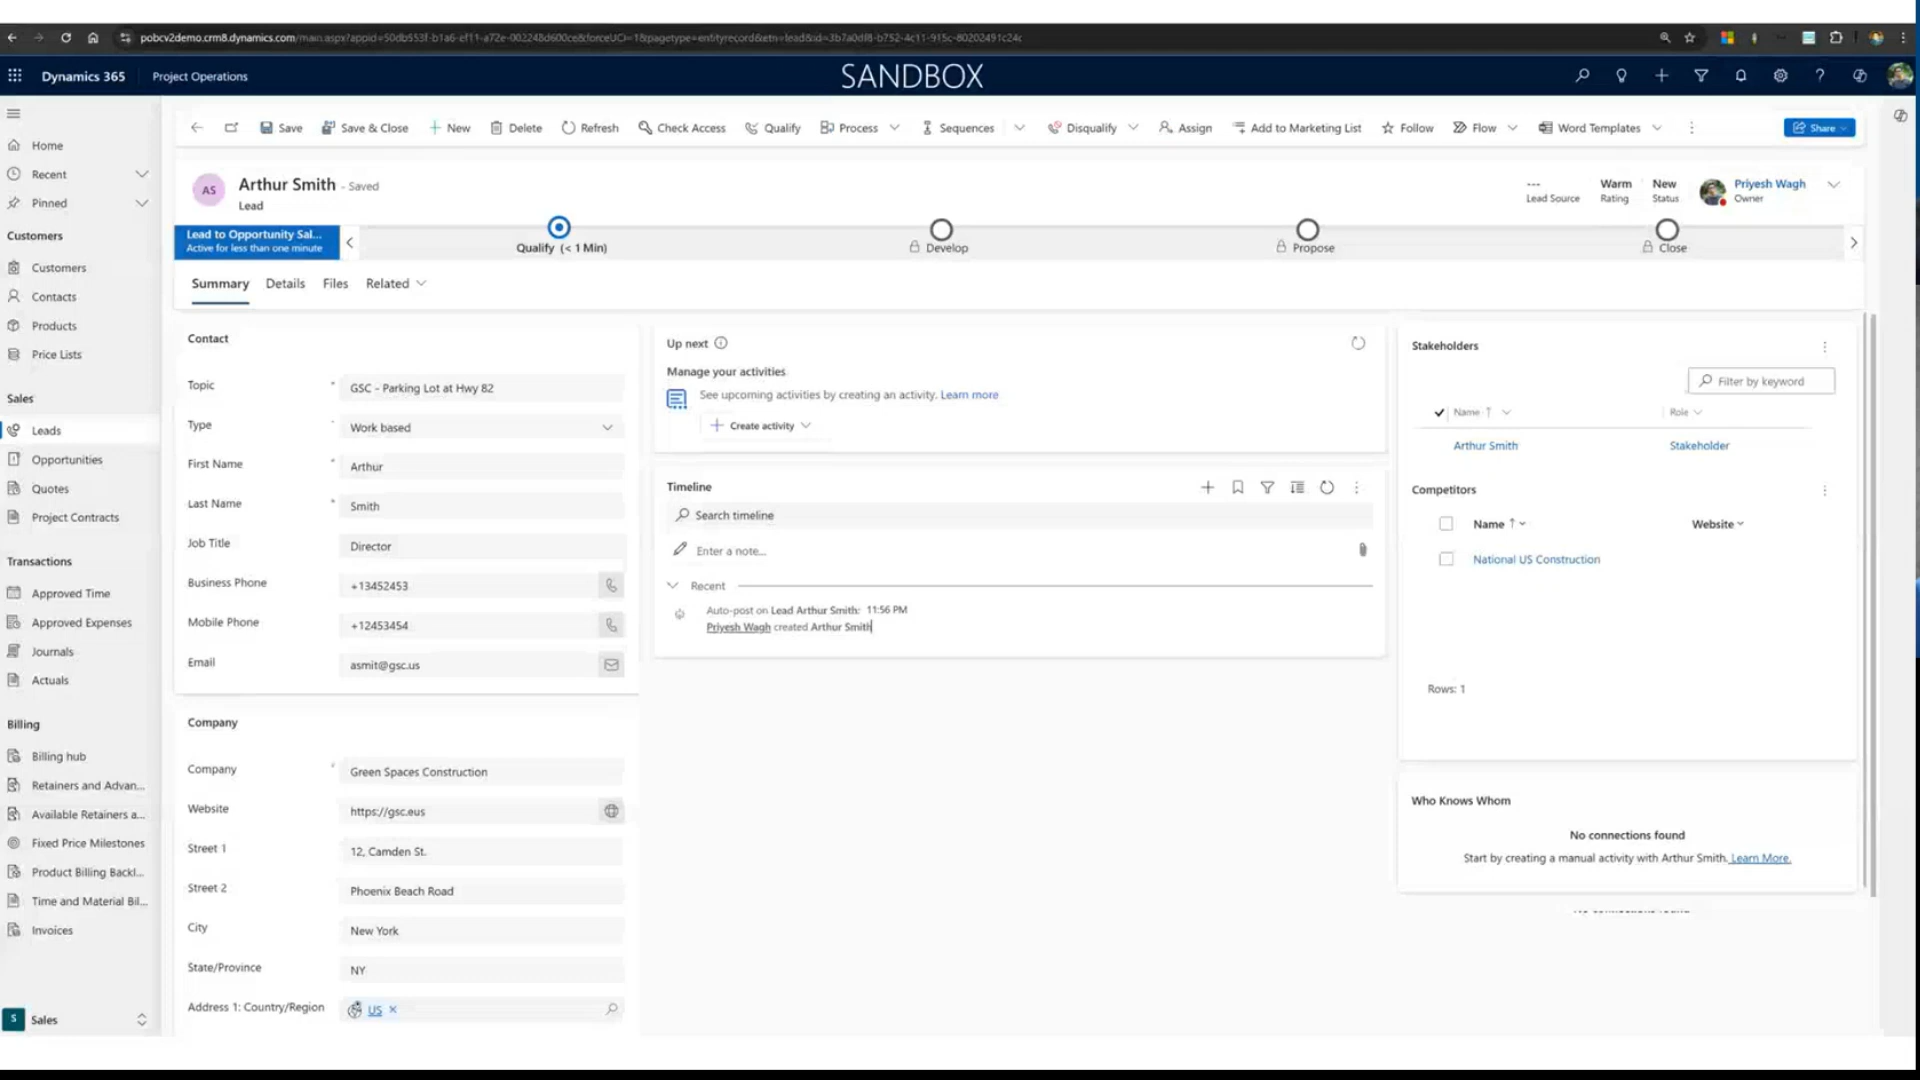 pobcv2demo.crm8.dynamics.com
Dynamics 365
Project Operations
SANDBOX
Home
Recent
Pinned
Customers
Customers
Contacts
Products
Price Lists
Sales
Leads
Opportunities
Quotes
Project Contracts
Transactions
Approved Time
Approved Expenses
Journals
Actuals
Billing
Billing hub
Retainers and Advan...
Available Retainers a...
Fixed Price Milestones
Product Billing Backl...
Time and Material Bil...
Invoices
S Sales
Save
Save & Close
New
Delete
Refresh
Check Access
Qualify
Process
Sequences
Disqualify
Assign
Add to Marketing List
Follow
Flow
Word Templates
Share
AS
Arthur Smith - Saved
Lead
---
Lead Source
Warm
Rating
New
Status
Priyesh Wagh
Owner
Lead to Opportunity Sal...
Active for less than one minute
Qualify (< 1 Min)
Develop
Propose
Close
Summary
Details
Files
Related
Contact
Topic * GSC - Parking Lot at Hwy 82
Type * Work based
First Name * Arthur
Last Name * Smith
Job Title Director
Business Phone +13452453
Mobile Phone +12453454
Email asmit@gsc.us
Company
Company * Green Spaces Construction
Website https://gsc.eus
Street 1 12, Camden St.
Street 2 Phoenix Beach Road
City New York
State/Province NY
Address 1: Country/Region US
Up next
Manage your activities
See upcoming activities by creating an activity. Learn more
Create activity
Timeline
Search timeline
Enter a note...
Recent
Auto-post on Lead Arthur Smith: 11:56 PM
Priyesh Wagh created Arthur Smith
Stakeholders
Filter by keyword
Name ↑
Role
Arthur Smith
Stakeholder
Competitors
Name ↑
Website
National US Construction
Rows: 1
Who Knows Whom
No connections found
Start by creating a manual activity with Arthur Smith. Learn More.